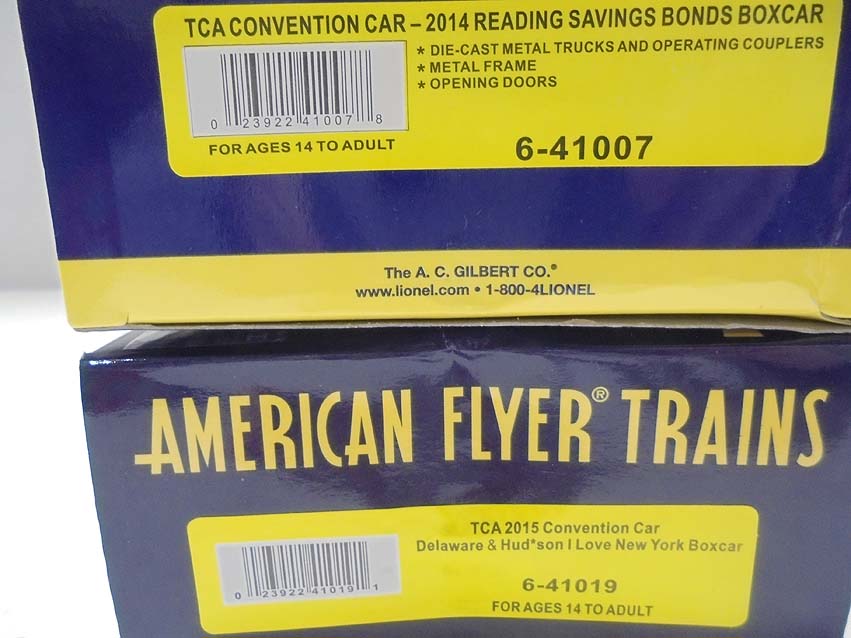 TCA CONVENTION CAR – 2014 READING SAVINGS BONDS BOXCAR
* DIE-CAST METAL TRUCKS AND OPERATING COUPLERS
* METAL FRAME
* OPENING DOORS
0 23922 41007 8
FOR AGES 14 TO ADULT
6-41007
The A. C. GILBERT CO.®
www.lionel.com • 1-800-4LIONEL
AMERICAN FLYER® TRAINS
TCA 2015 Convention Car
Delaware & Hud*son I Love New York Boxcar
0 23922 41019 1
6-41019
FOR AGES 14 TO ADULT